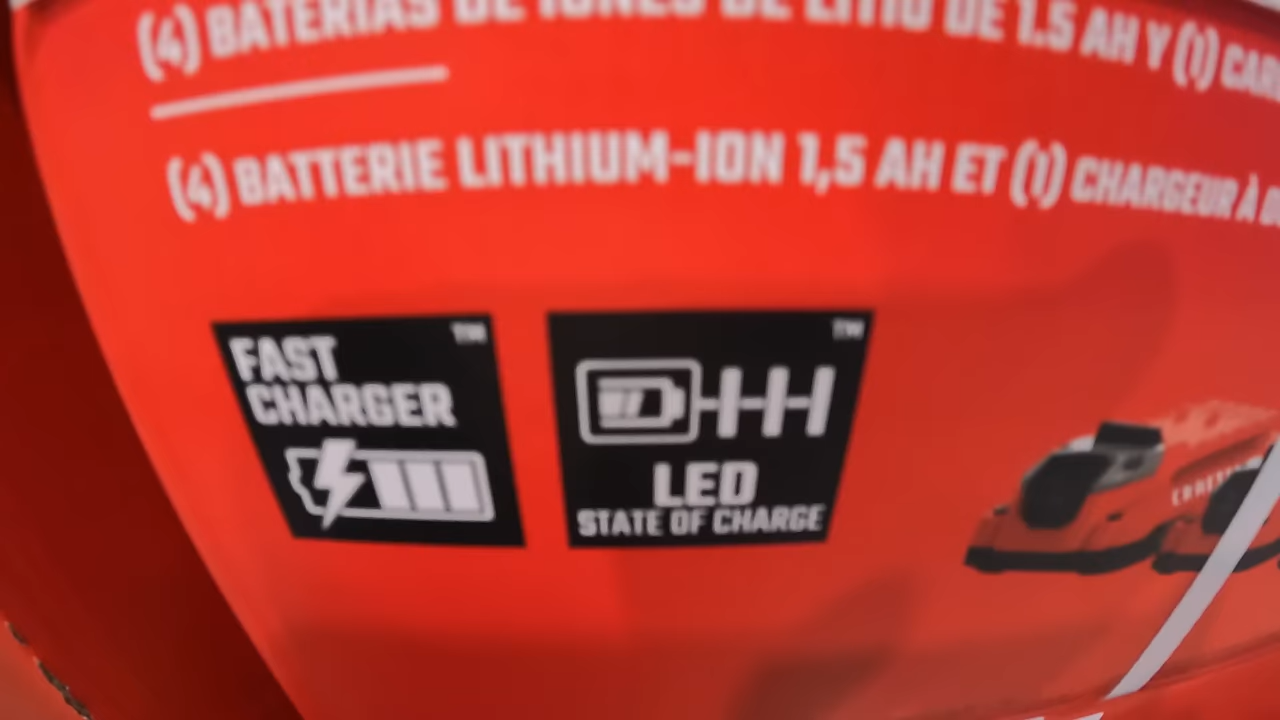 (4) BATERIAS DE IONES DE LITIO DE 1.5 AH Y (1)
(4) BATTERIE LITHIUM-ION 1,5 AH ET (1) CHARGEUR À
FAST TM
CHARGER
TM
LED
STATE OF CHARGE